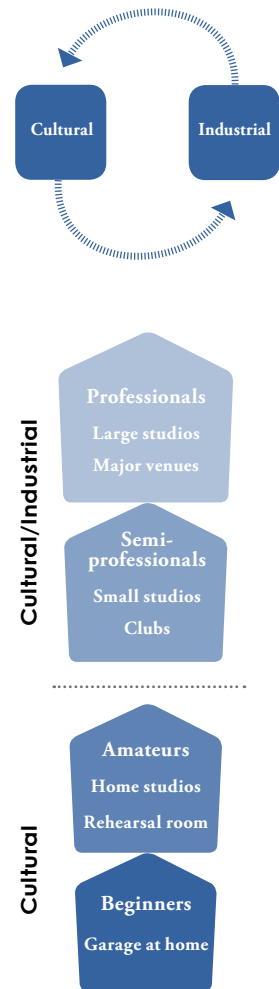 Cultural
Industrial
Cultural/Industrial
Professionals
Large studios
Major venues
Semi-
professionals
Small studios
Clubs
Cultural
Amateurs
Home studios
Rehearsal room
Beginners
Garage at home